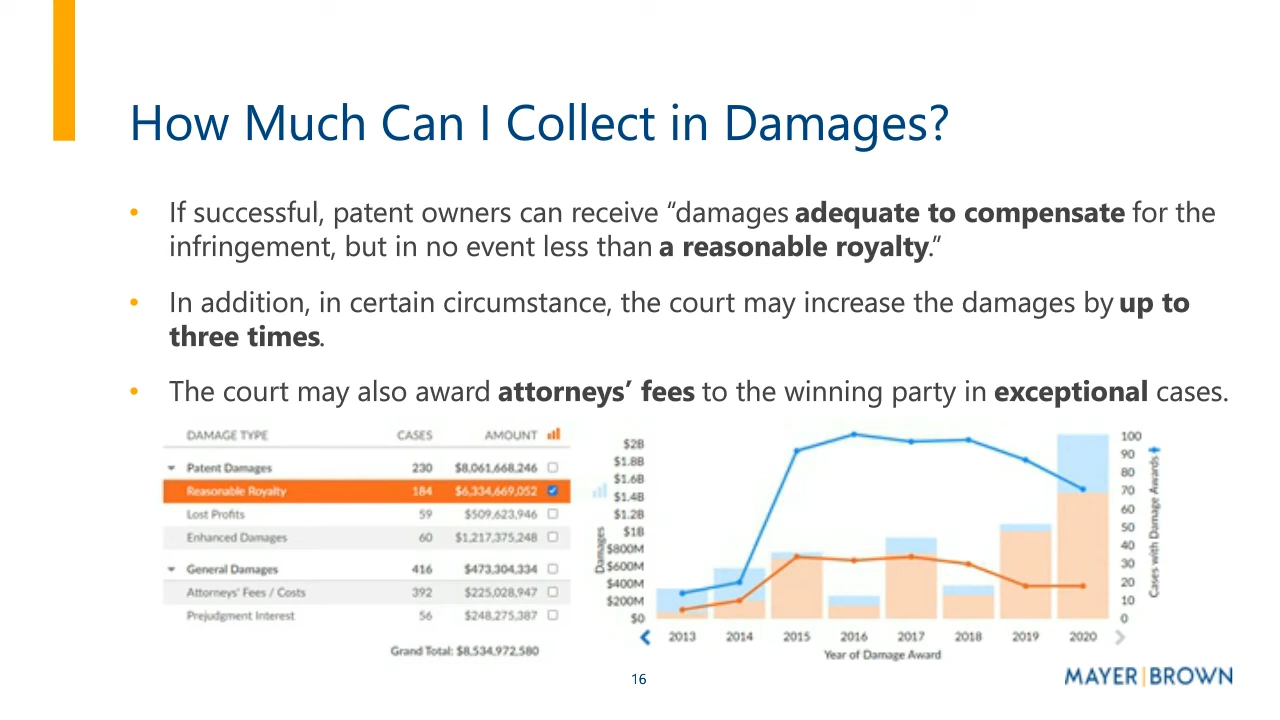 How Much Can I Collect in Damages?
• If successful, patent owners can receive “damages adequate to compensate for the
infringement, but in no event less than a reasonable royalty.”
• In addition, in certain circumstance, the court may increase the damages by up to
three times.
• The court may also award attorneys’ fees to the winning party in exceptional cases.
DAMAGE TYPE CASES AMOUNT
Patent Damages 230 $8,061,668,246
Reasonable Royalty 184 $6,334,669,052
Lost Profits 59 $509,623,946
Enhanced Damages 60 $1,217,375,248
General Damages 416 $473,304,334
Attorneys' Fees / Costs 392 $225,028,947
Prejudgment Interest 56 $248,275,387
Grand Total: $8,534,972,580
Damages
$2B
$1.8B
$1.6B
$1.4B
$1.2B
$1B
$800M
$600M
$400M
$200M
$0
2013 2014 2015 2016 2017 2018 2019 2020
Year of Damage Award
100
90
80
70
60
50
40
30
20
10
0
Cases with Damage Awards
16
MAYER|BROWN